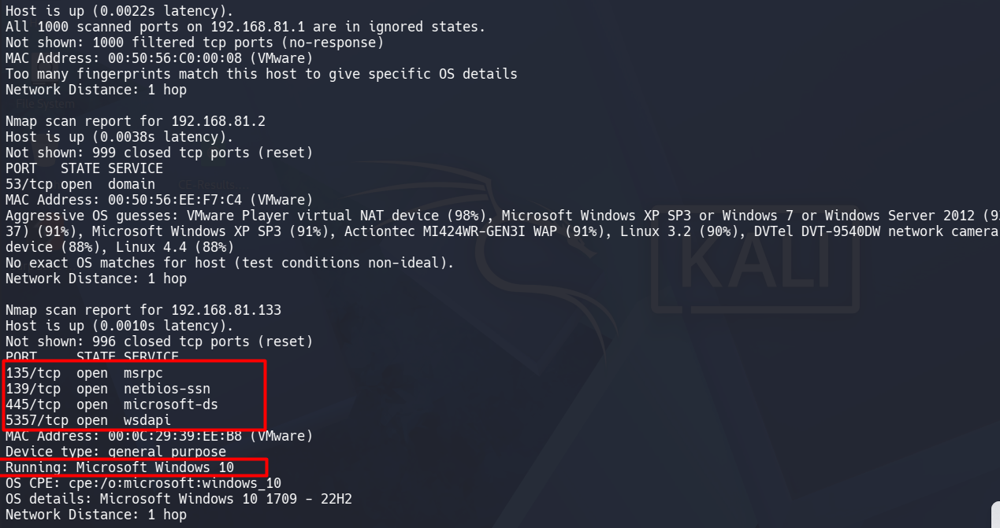 Host is up (0.0022s latency).
All 1000 scanned ports on 192.168.81.1 are in ignored states.
Not shown: 1000 filtered tcp ports (no-response)
MAC Address: 00:50:56:C0:00:08 (VMware)
Too many fingerprints match this host to give specific OS details
Network Distance: 1 hop
File System
Nmap scan report for 192.168.81.2
Host is up (0.0038s latency).
Not shown: 999 closed tcp ports (reset)
PORT   STATE SERVICE
53/tcp open  domain
MAC Address: 00:50:56:EE:F7:C4 (VMware)
Aggressive OS guesses: VMware Player virtual NAT device (98%), Microsoft Windows XP SP3 or Windows 7 or Windows Server 2012 (9
37) (91%), Microsoft Windows XP SP3 (91%), Actiontec MI424WR-GEN3I WAP (91%), Linux 3.2 (90%), DVTel DVT-9540DW network camera
device (88%), Linux 4.4 (88%)
No exact OS matches for host (test conditions non-ideal).
Network Distance: 1 hop
KALI
Nmap scan report for 192.168.81.133
Host is up (0.0010s latency).
Not shown: 996 closed tcp ports (reset)
PORT     STATE SERVICE
135/tcp  open  msrpc
139/tcp  open  netbios-ssn
445/tcp  open  microsoft-ds
5357/tcp open  wsdapi
MAC Address: 00:0C:29:39:EE:B8 (VMware)
Device type: general purpose
Running: Microsoft Windows 10
OS CPE: cpe:/o:microsoft:windows_10
OS details: Microsoft Windows 10 1709 - 22H2
Network Distance: 1 hop